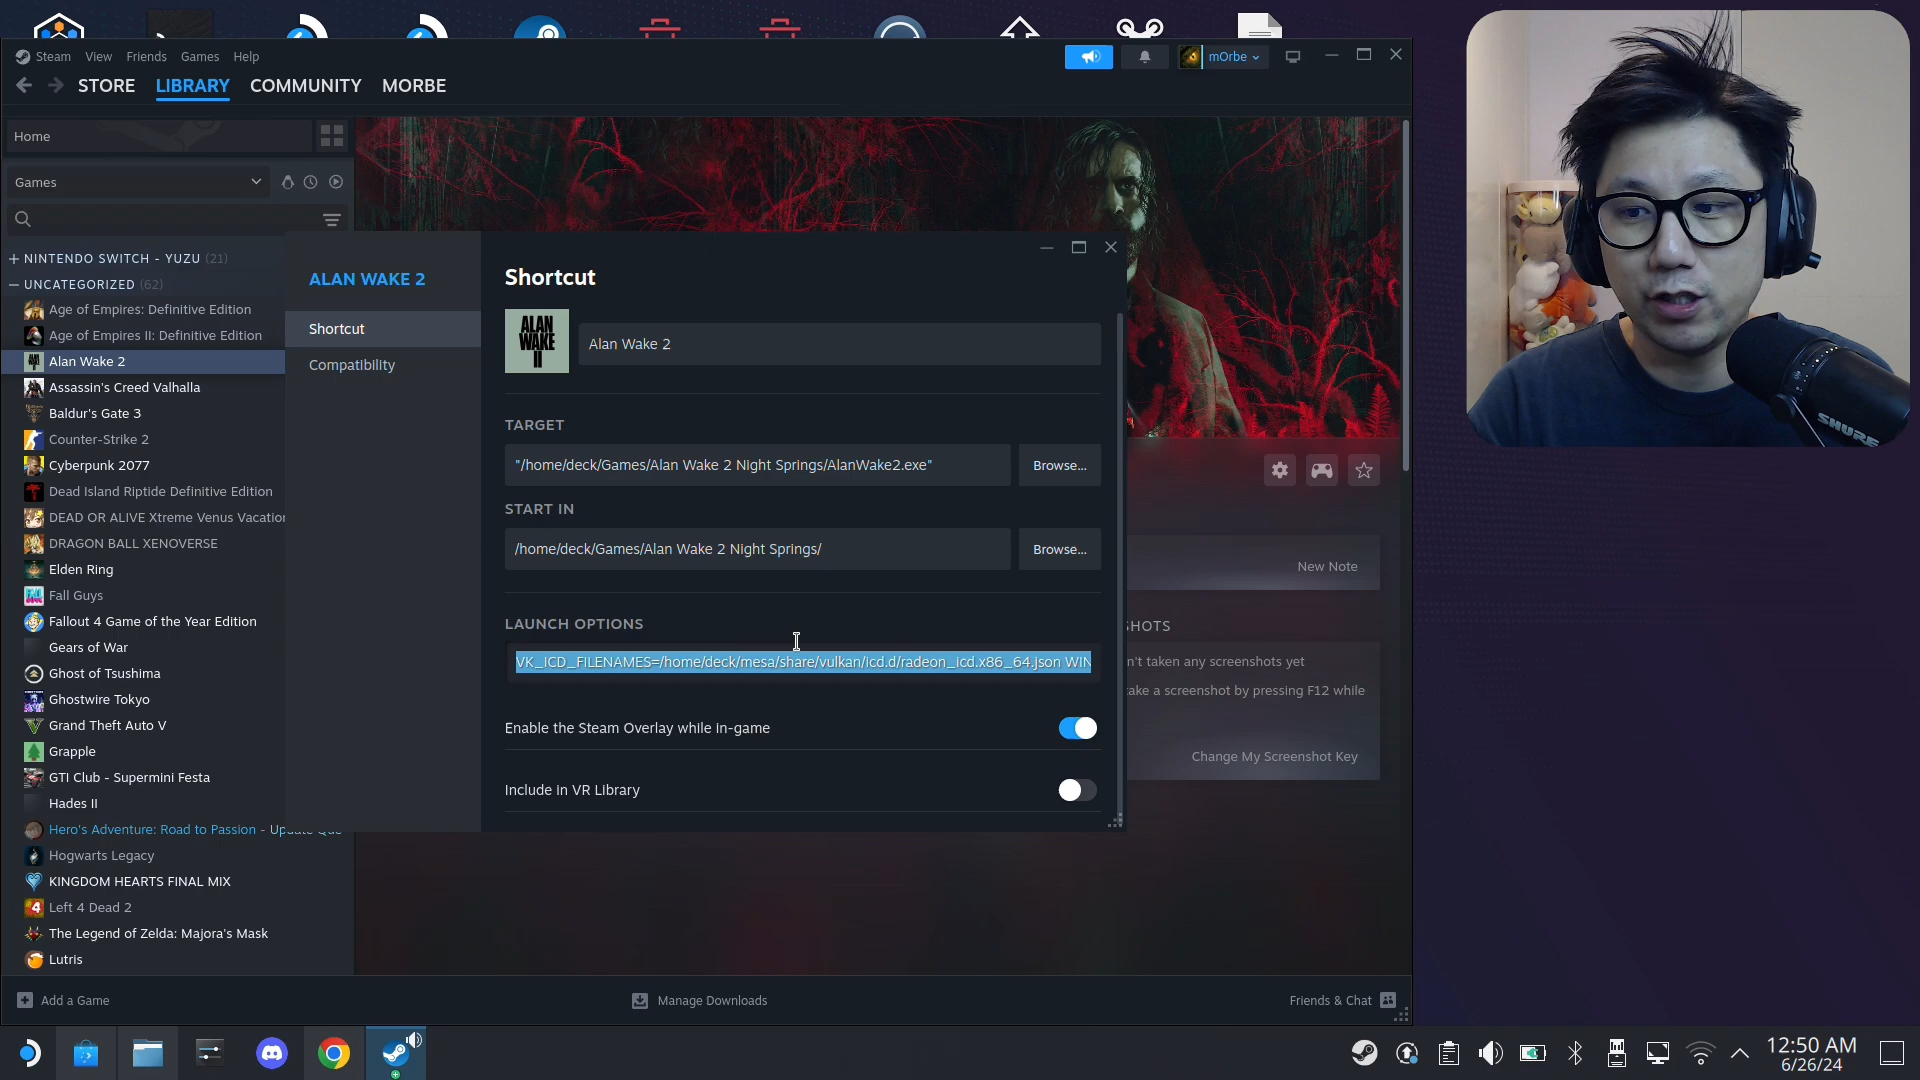 Steam View Friends Games Help
mOrbe
STORE LIBRARY COMMUNITY MORBE
Home
Games
NINTENDO SWITCH - YUZU (21)
UNCATEGORIZED (62)
Age of Empires: Definitive Edition
Age of Empires II: Definitive Edition
Alan Wake 2
Assassin's Creed Valhalla
Baldur's Gate 3
Counter-Strike 2
Cyberpunk 2077
Dead Island Riptide Definitive Edition
DEAD OR ALIVE Xtreme Venus Vacation
DRAGON BALL XENOVERSE
Elden Ring
Fall Guys
Fallout 4 Game of the Year Edition
Gears of War
Ghost of Tsushima
Ghostwire Tokyo
Grand Theft Auto V
Grapple
GTI Club - Supermini Festa
Hades II
Hero's Adventure: Road to Passion - Update Que
Hogwarts Legacy
KINGDOM HEARTS FINAL MIX
Left 4 Dead 2
The Legend of Zelda: Majora's Mask
Lutris
ALAN WAKE 2
Shortcut
Compatibility
Shortcut
ALAN
WAKE
II
Alan Wake 2
TARGET
"/home/deck/Games/Alan Wake 2 Night Springs/AlanWake2.exe"
Browse...
START IN
/home/deck/Games/Alan Wake 2 Night Springs/
Browse...
LAUNCH OPTIONS
VK_ICD_FILENAMES=/home/deck/mesa/share/vulkan/icd.d/radeon_icd.x86_64.json WIN
Enable the Steam Overlay while in-game
Include in VR Library
New Note
SHOTS
n't taken any screenshots yet
ake a screenshot by pressing F12 while
Change My Screenshot Key
Add a Game
Manage Downloads
Friends & Chat
12:50 AM
6/26/24
SHURE